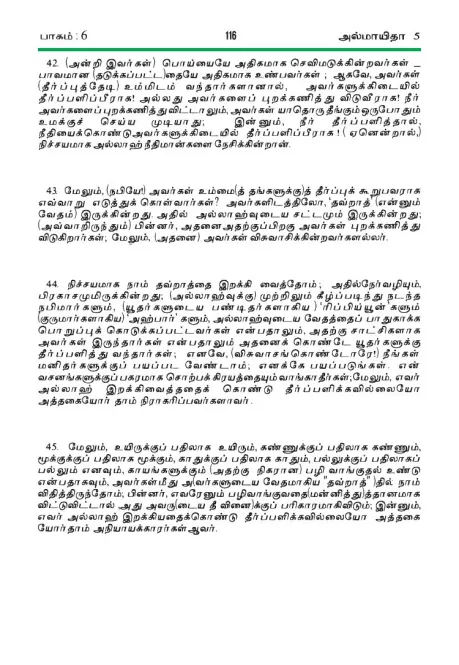 பாகம் : 6 116 அல்மாயிதா 5
42. (அன்றி இவர்கள்) பொய்யையே அதிகமாக செவிமடுக்கின்றவர்கள் _
பாவமான (தடுக்கப்பட்ட)தையே அதிகமாக உண்பவர்கள் ; ஆகவே, அவர்கள்
(தீர்ப்புத்தேடி) உம்மிடம் வந்தார்களானால், அவர்களுக்கிடையில்
தீர்ப்பளிப்பீராக! அல்லது அவர்களைப் புறக்கணித்து விடுவீராக! நீர்
அவர்களைப்புறக்கணித்துவிட்டாலும், அவர்கள் யாதொரு தீங்கும் ஒருபோதும்
உமக்குச் செய்ய முடியாது; இன்னும், நீர் தீர்ப்பளித்தால்,
நீதியைக்கொண்டுஅவர்களுக்கிடையில் தீர்ப்பளிப்பீராக ! ( ஏனென்றால்,)
நிச்சயமாக அல்லாஹ் நீதிமான்களை நேசிக்கின்றான்.
43. மேலும், (நபியே!) அவர்கள் உம்மை(த் தங்களுக்கு)த் தீர்ப்புக் கூறுபவராக
எவ்வாறு எடுத்துக் கொள்வார்கள்? அவர்களிடத்திலோ, 'தவ்றாத்' (என்னும்
வேதம்) இருக்கின்றது. அதில் அல்லாஹ்வுடைய சட்டமும் இருக்கின்றது;
(அவ்வாறிருந்தும்) பின்னர், அதனைஅதற்குப்பிறகு அவர்கள் புறக்கணித்து
விடுகிறார்கள்; மேலும், (அதனை) அவர்கள் விசுவாசிக்கின்றவர்களல்லர்.
44. நிச்சயமாக நாம் தவ்றாத்தை இறக்கி வைத்தோம் ; அதில்நேர்வழியும்,
பிரகாசமுமிருக்கின்றது; (அல்லாஹ்வுக்கு) முற்றிலும் கீழ்ப்படிந்து நடந்த
நபிமார்களும், (யூதர்களுடைய பண்டிதர்களாகிய ) 'ரிப்பிய்யூன்' களும்
(குருமார்களாகிய) 'அஹ்பார்' களும், அல்லாஹ்வுடைய வேதத்தைப் பாதுகாக்க
பொறுப்புக் கொடுக்கப்பட்டவர்கள் என்பதாலும், அதற்கு சாட்சிகளாக
அவர்கள் இருந்தார்கள் என்பதாலும் அதனைக் கொண்டே யூதர்களுக்கு
தீர்ப்பளித்து வந்தார்கள் ; எனவே, (விசுவாசங்கொண்டோரே!) நீங்கள்
மனிதர்களுக்குப் பயப்பட வேண்டாம்; எனக்கே பயப்படுங்கள். என்
வசனங்களுக்குப்பகரமாக சொற்பக் கிரயத்தையும் வாங்காதீர்கள்;மேலும், எவர்
அல்லாஹ் இறக்கிவைத்ததைக் கொண்டு தீர்ப்பளிக்கவில்லையோ
அத்தகையோர் தாம் நிராகரிப்பவர்களாவர்.
45. மேலும், உயிருக்குப் பதிலாக உயிரும், கண்ணுக்குப் பதிலாக கண்ணும்,
மூக்குக்குப் பதிலாக மூக்கும், காதுக்குப் பதிலாக காதும், பல்லுக்குப் பதிலாகப்
பல்லும் எனவும், காயங்களுக்கும் (அதற்கு நிகரான) பழி வாங்குதல் உண்டு
என்பதாகவும், அவர்கள்மீது அ(வர்களுடைய வேதமாகிய "தவ்றாத்" )தில் நாம்
விதித்திருந்தோம்; பின்னர், எவரேனும் பழிவாங்குவதை(மன்னித்து)த்தானமாக
விட்டுவிட்டால் அது அவரு(டைய தீ வினை)க்குப் பரிகாரமாகிவிடும்; இன்னும்,
எவர் அல்லாஹ் இறக்கியதைக்கொண்டு தீர்ப்பளிக்கவில்லையோ அத்தகை
யோர்தாம் அநியாயக்காரர்கள்ஆவர்.